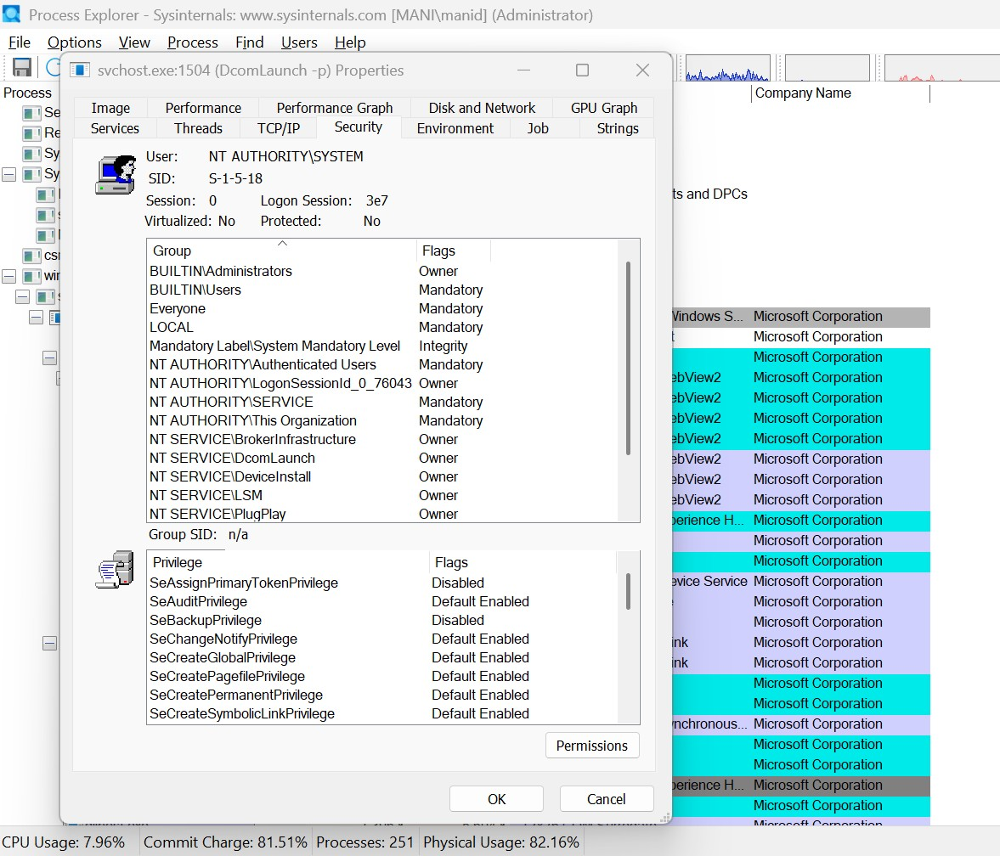 Process Explorer - Sysinternals: www.sysinternals.com [MANI\manid] (Administrator)
File Options View Process Find Users Help
svchost.exe:1504 (DcomLaunch -p) Properties
Process
Company Name
Image Performance Performance Graph Disk and Network GPU Graph
Services Threads TCP/IP Security Environment Job Strings
User: NT AUTHORITY\SYSTEM
SID: S-1-5-18
Session: 0 Logon Session: 3e7
Virtualized: No Protected: No
Group Flags
BUILTIN\Administrators Owner
BUILTIN\Users Mandatory
Everyone Mandatory
LOCAL Mandatory
Mandatory Label\System Mandatory Level Integrity
NT AUTHORITY\Authenticated Users Mandatory
NT AUTHORITY\LogonSessionId_0_76043 Owner
NT AUTHORITY\SERVICE Mandatory
NT AUTHORITY\This Organization Mandatory
NT SERVICE\BrokerInfrastructure Owner
NT SERVICE\DcomLaunch Owner
NT SERVICE\DeviceInstall Owner
NT SERVICE\LSM Owner
NT SERVICE\PlugPlay Owner
Group SID: n/a
Privilege Flags
SeAssignPrimaryTokenPrivilege Disabled
SeAuditPrivilege Default Enabled
SeBackupPrivilege Disabled
SeChangeNotifyPrivilege Default Enabled
SeCreateGlobalPrivilege Default Enabled
SeCreatePagefilePrivilege Default Enabled
SeCreatePermanentPrivilege Default Enabled
SeCreateSymbolicLinkPrivilege Default Enabled
Permissions
OK Cancel
Se
Re
Sy
Sy
csr
wir
ts and DPCs
Windows S... Microsoft Corporation
t Microsoft Corporation
Microsoft Corporation
ebView2 Microsoft Corporation
ebView2 Microsoft Corporation
ebView2 Microsoft Corporation
ebView2 Microsoft Corporation
ebView2 Microsoft Corporation
ebView2 Microsoft Corporation
ebView2 Microsoft Corporation
perience H... Microsoft Corporation
Microsoft Corporation
Microsoft Corporation
evice Service Microsoft Corporation
Microsoft Corporation
Microsoft Corporation
ink Microsoft Corporation
ink Microsoft Corporation
Microsoft Corporation
Microsoft Corporation
ynchronous... Microsoft Corporation
Microsoft Corporation
Microsoft Corporation
perience H... Microsoft Corporation
Microsoft Corporation
CPU Usage: 7.96% Commit Charge: 81.51% Processes: 251 Physical Usage: 82.16%